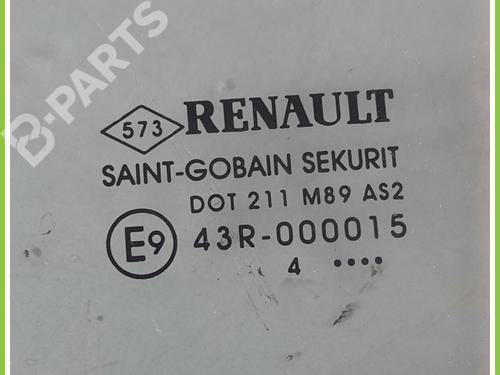 B-PARTS
573 RENAULT
SAINT-GOBAIN SEKURIT
DOT 211 M89 AS2
E9 43R-000015
4 ••••